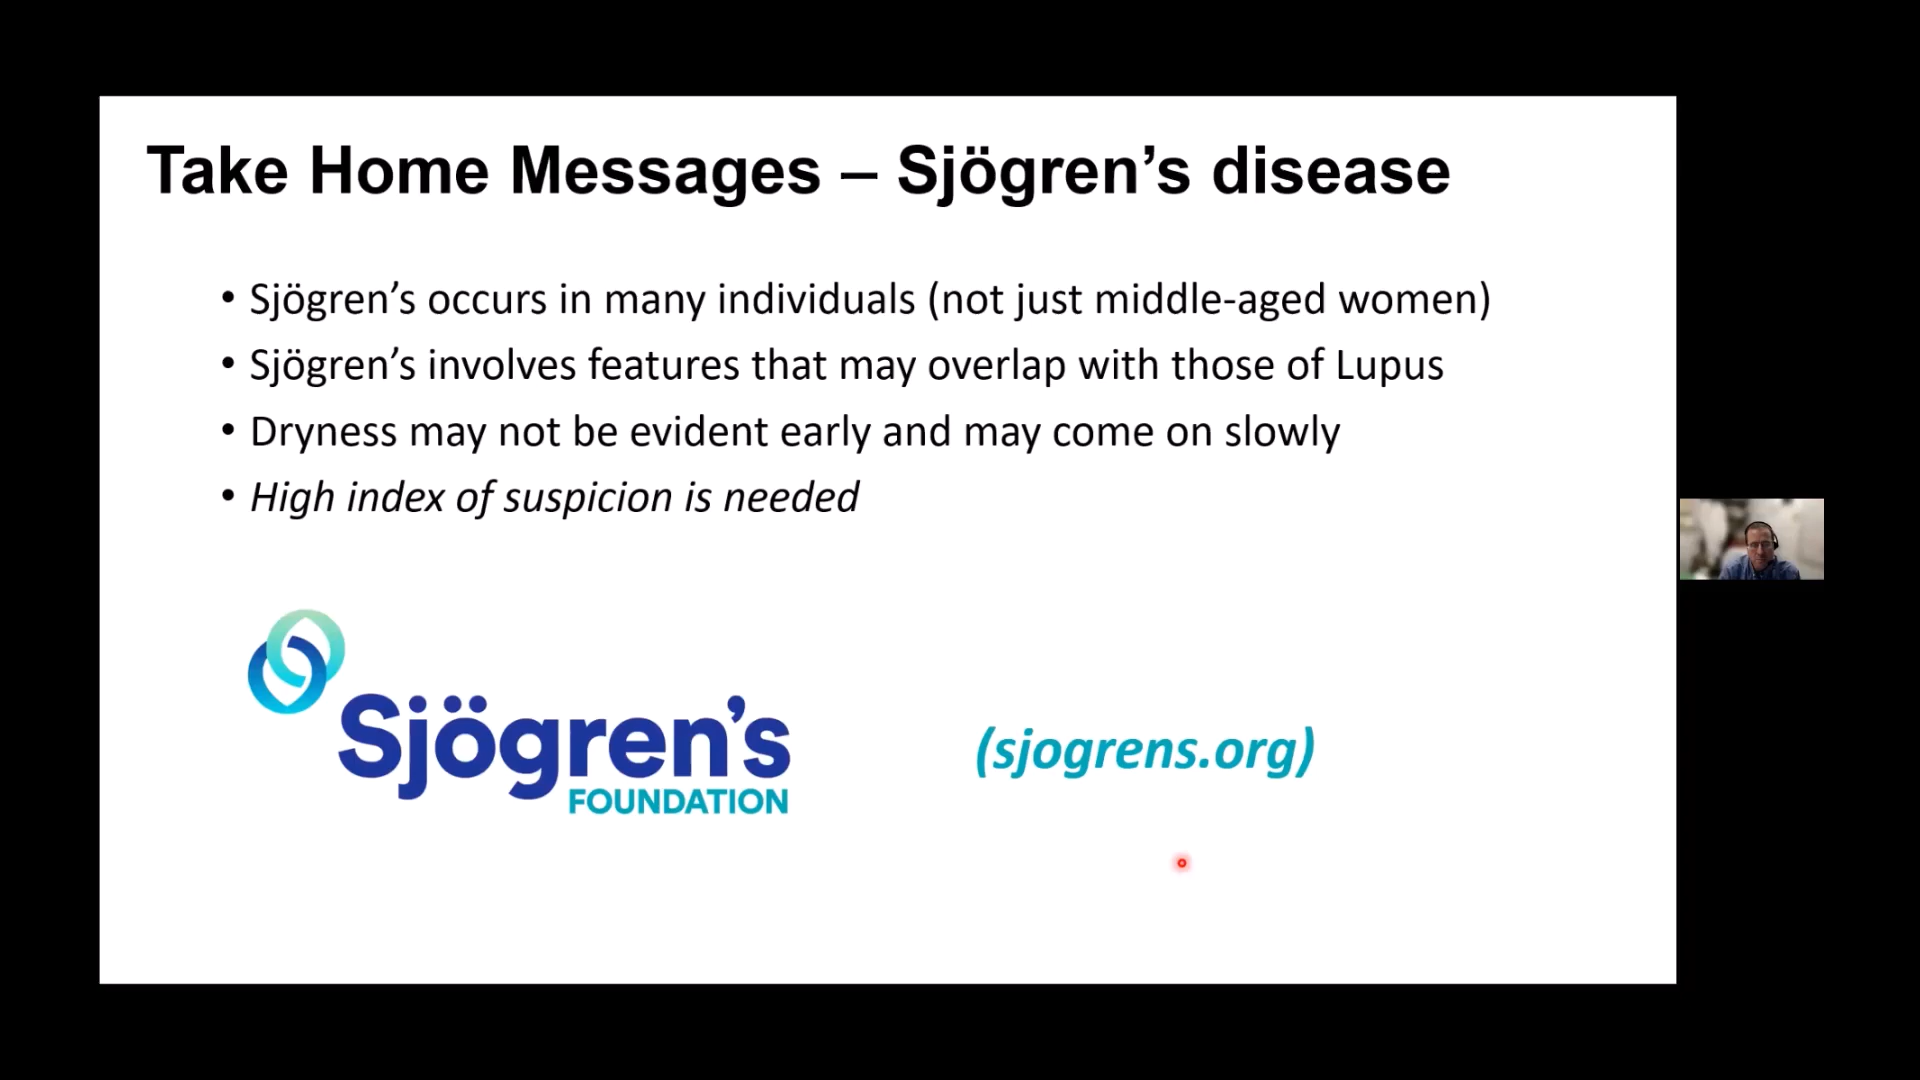 Take Home Messages – Sjögren’s disease
• Sjögren’s occurs in many individuals (not just middle-aged women)
• Sjögren’s involves features that may overlap with those of Lupus
• Dryness may not be evident early and may come on slowly
• High index of suspicion is needed
Sjögren’s
FOUNDATION
(sjogrens.org)